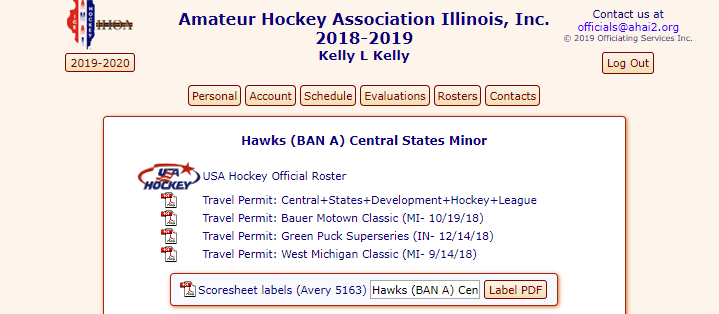 IHOA
ICE
HOCKEY
Amateur Hockey Association Illinois, Inc.
2018-2019
Kelly L Kelly
Contact us at
officials@ahai2.org
© 2019 Officiating Services Inc.
2019-2020
Log Out
Personal Account Schedule Evaluations Rosters Contacts
Hawks (BAN A) Central States Minor
USA
HOCKEY
USA Hockey Official Roster
Travel Permit: Central+States+Development+Hockey+League
Travel Permit: Bauer Motown Classic (MI- 10/19/18)
Travel Permit: Green Puck Superseries (IN- 12/14/18)
Travel Permit: West Michigan Classic (MI- 9/14/18)
Scoresheet labels (Avery 5163) Hawks (BAN A) Cen Label PDF